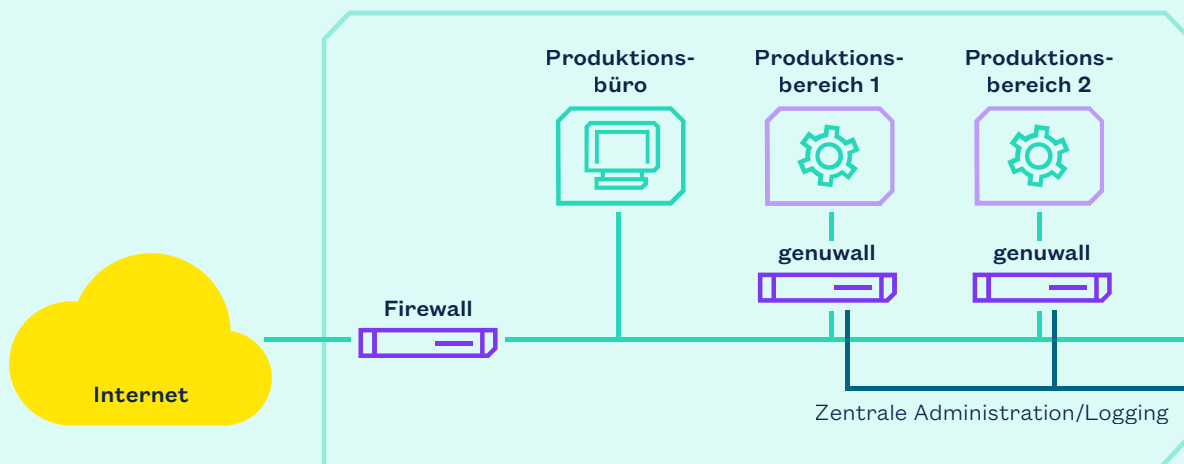 Produktions-
büro
Produktions-
bereich 1
Produktions-
bereich 2
genuwall
genuwall
Firewall
Internet
Zentrale Administration/Logging